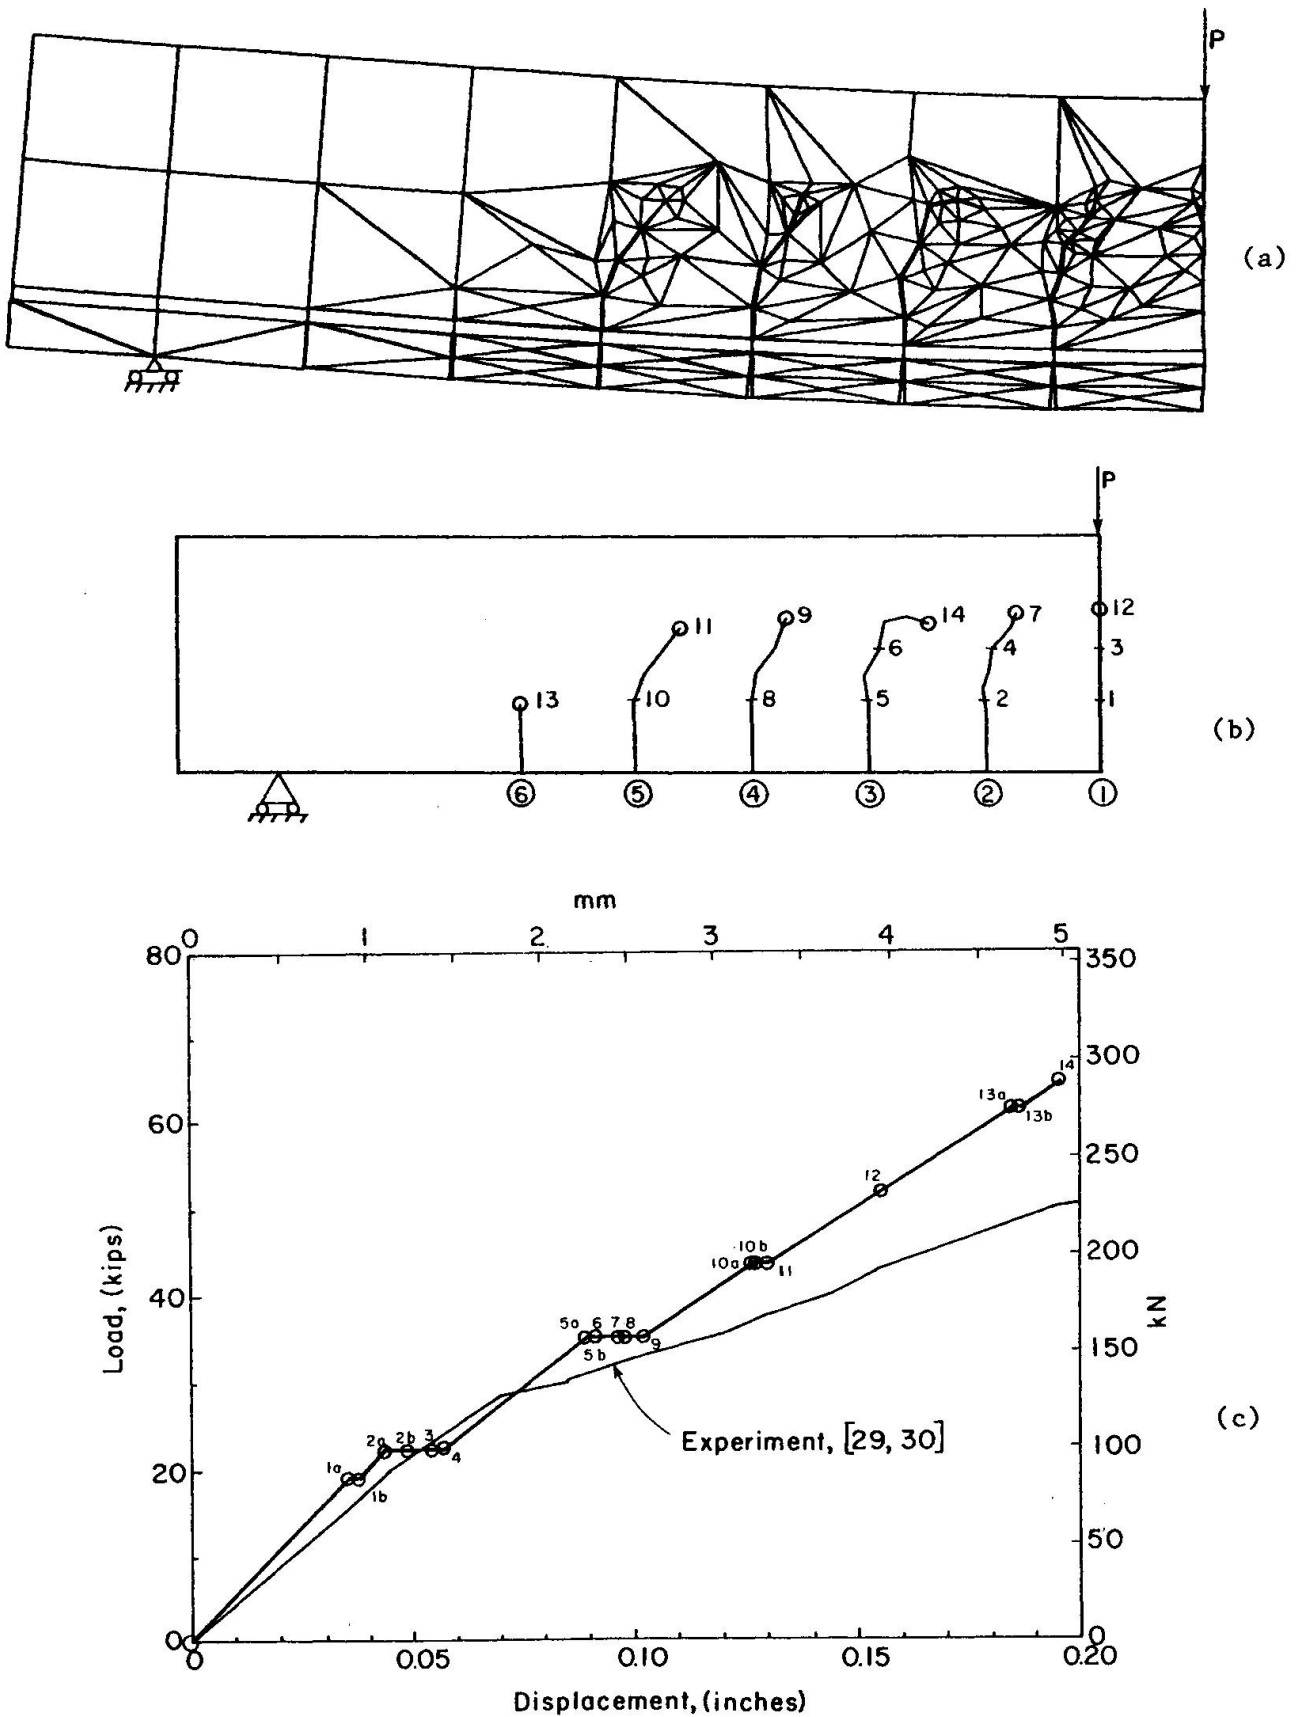 P
(a)
P
12
11
9
14
7
6
4
3
13
10
8
5
2
1
(b)
6 5 4 3 2 1
mm
0 1 2 3 4 5
80
350
300
14
13a
13b
60
250
12
200
10b
10a
11
40
5a 6 7 8
5b
9
150
Load, (kips)
kN
Experiment, [29, 30]
(c)
2a 2b 3
4
100
1a
20
1b
50
0
0
0 0.05 0.10 0.15 0.20
Displacement, (inches)